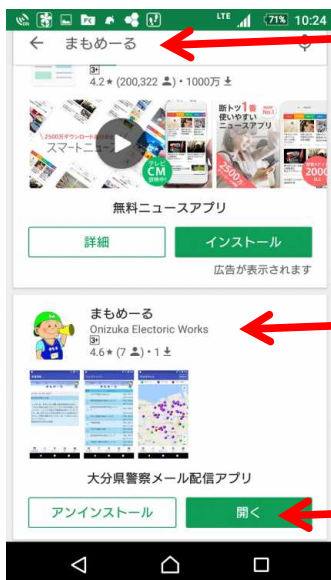 LTE 71% 10:24
まもめーる
3+
4.2★ (200,322)・1000万
2500万ダウンロード
スマートニュース
テレビ
CM
断トツ1番
使いやすい
ニュースアプリ
No.1
2500
2000
無料ニュースアプリ
詳細
インストール
広告が表示されます
まもめーる
Onizuka Electoric Works
3+
4.6★ (7)・1
大分県警察メール配信アプリ
アンインストール
開く